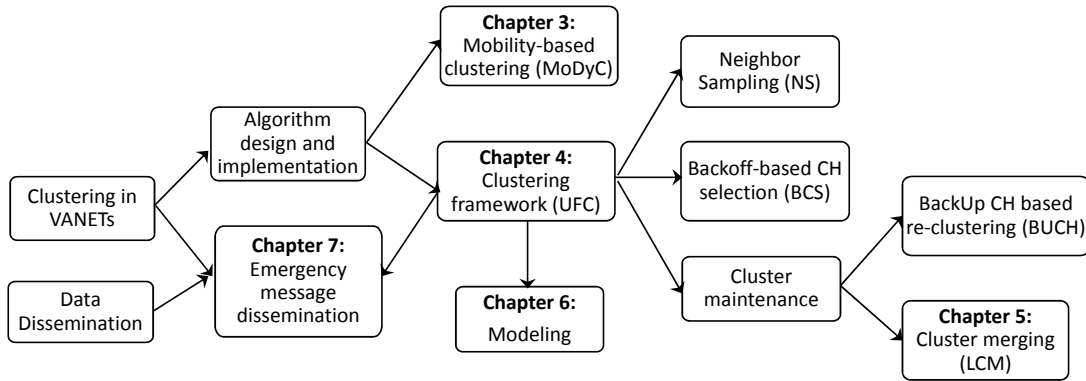 Clustering in
VANETs
Data
Dissemination
Algorithm
design and
implementation
Chapter 7:
Emergency
message
dissemination
Chapter 3:
Mobility-based
clustering (MoDyC)
Chapter 4:
Clustering
framework (UFC)
Chapter 6:
Modeling
Neighbor
Sampling (NS)
Backoff-based CH
selection (BCS)
Cluster
maintenance
BackUp CH based
re-clustering (BUCH)
Chapter 5:
Cluster merging
(LCM)